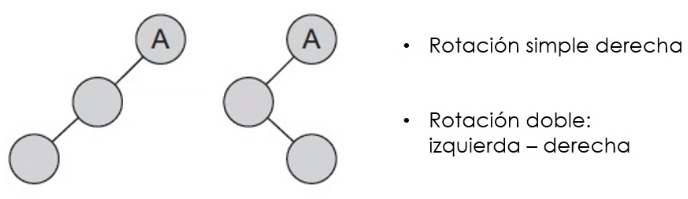 A
A
• Rotación simple derecha
• Rotación doble:
izquierda – derecha